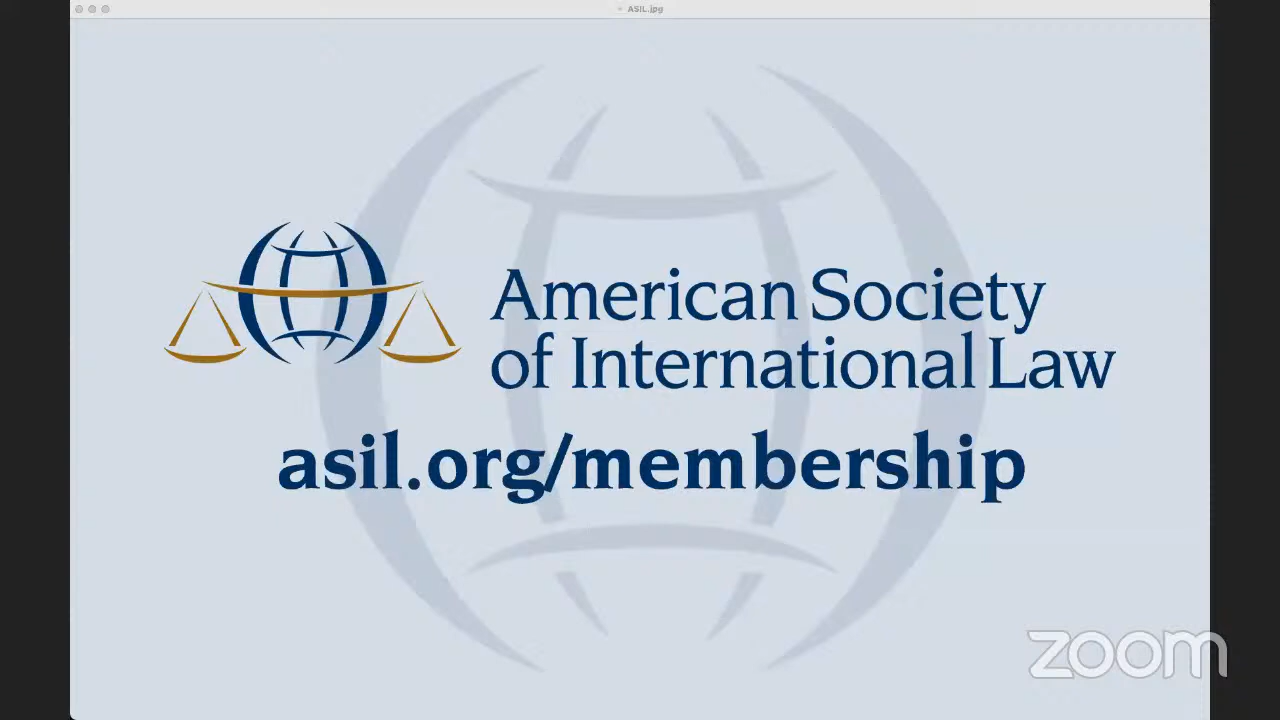 ASIL.jpg
American Society
of International Law
asil.org/membership
zoom